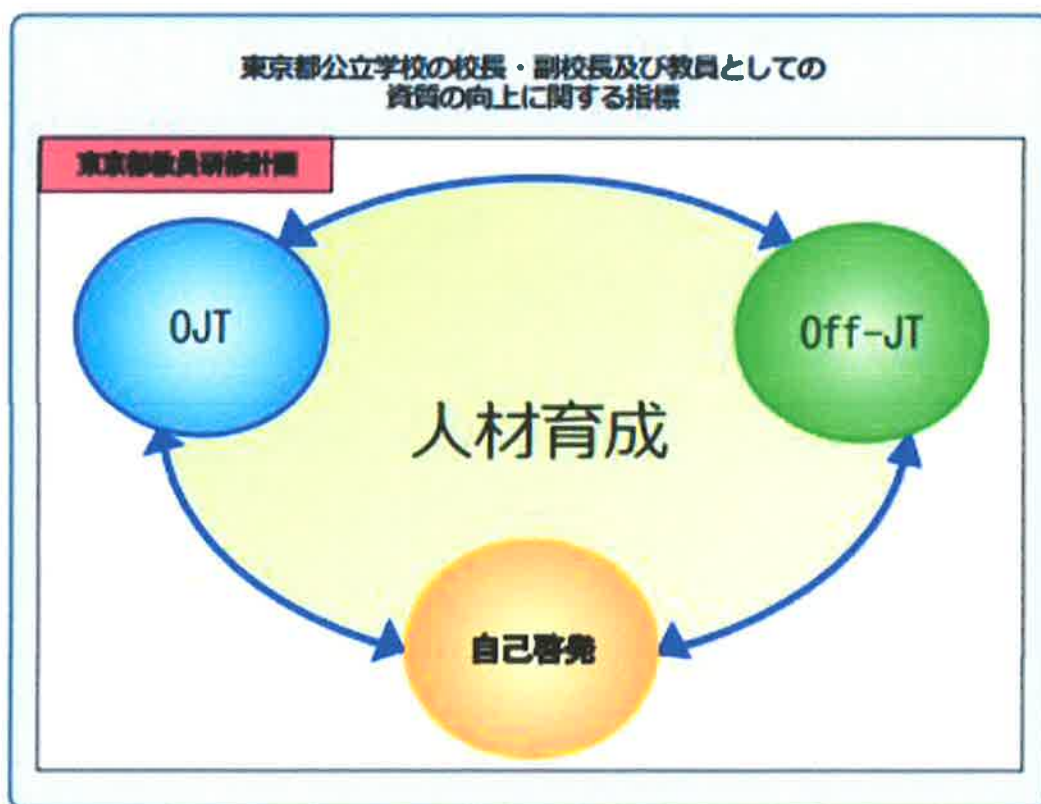 東京都公立学校の校長・副校長及び教員としての
資質の向上に関する指標
東京都教員研修計画
OJT
Off-JT
人材育成
自己啓発